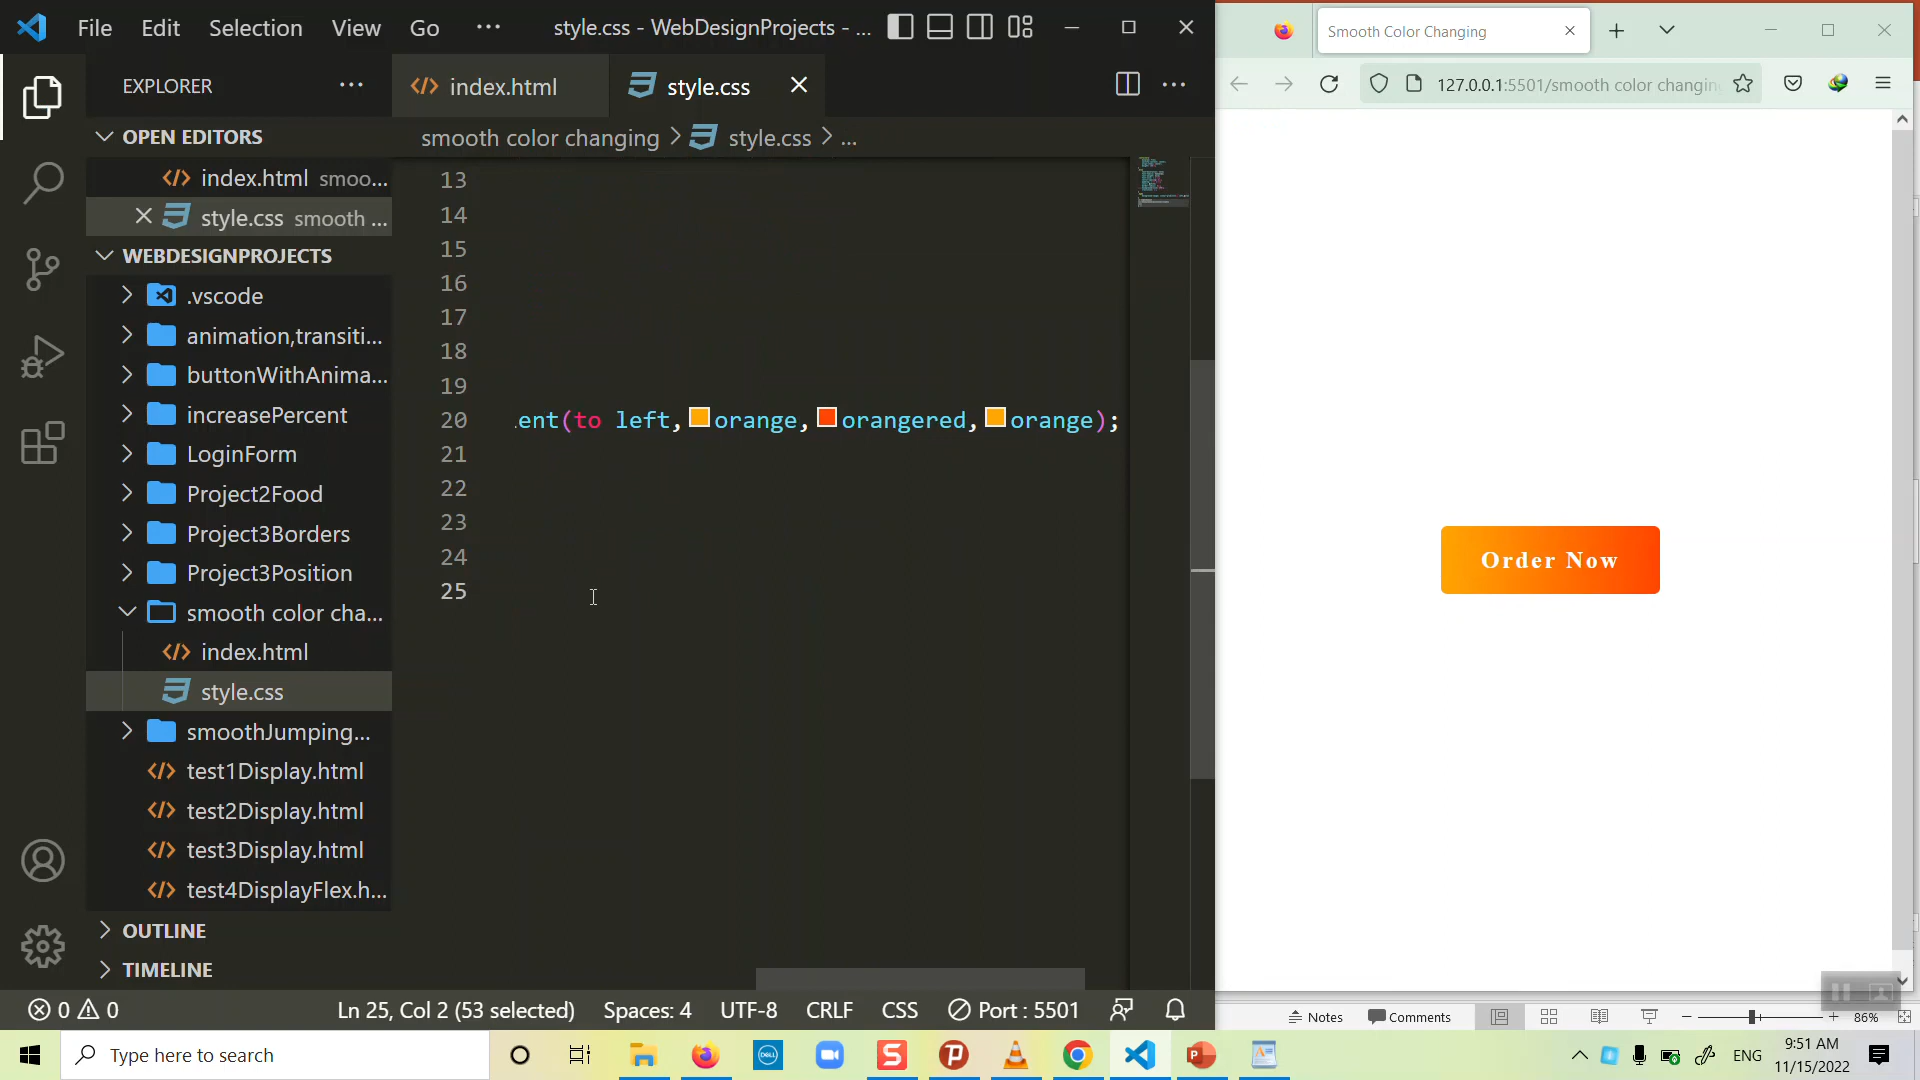 File Edit Selection View Go ··· style.css - WebDesignProjects - ...
EXPLORER
index.html
style.css
OPEN EDITORS
index.html smoo...
style.css smooth ...
smooth color changing > style.css > ...
WEBDESIGNPROJECTS
.vscode
animation,transiti...
buttonWithAnima...
increasePercent
LoginForm
Project2Food
Project3Borders
Project3Position
smooth color cha...
index.html
style.css
smoothJumping...
test1Display.html
test2Display.html
test3Display.html
test4DisplayFlex.h...
OUTLINE
TIMELINE
13
14
15
16
17
18
19
20 ent(to left,orange,orangered,orange);
21
22
23
24
25
0 0 Ln 25, Col 2 (53 selected) Spaces: 4 UTF-8 CRLF CSS Port : 5501
Smooth Color Changing
127.0.0.1:5501/smooth color changing
Order Now
Notes Comments 86%
Type here to search
DELL
ENG
9:51 AM
11/15/2022